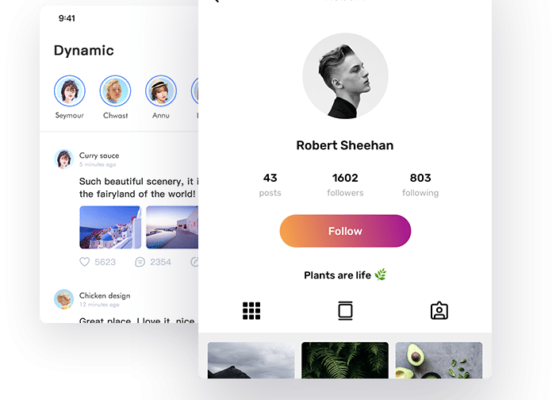 9:41
Dynamic
Seymour
Chwast
Annu
Curry sauce
5 minutes ago
Such beautiful scenery, it i
the fairyland of the world!
5623
2354
Chicken design
12 minutes ago
Great place, I love it, nice
Robert Sheehan
43
1602
803
posts
followers
following
Follow
Plants are life 🌿